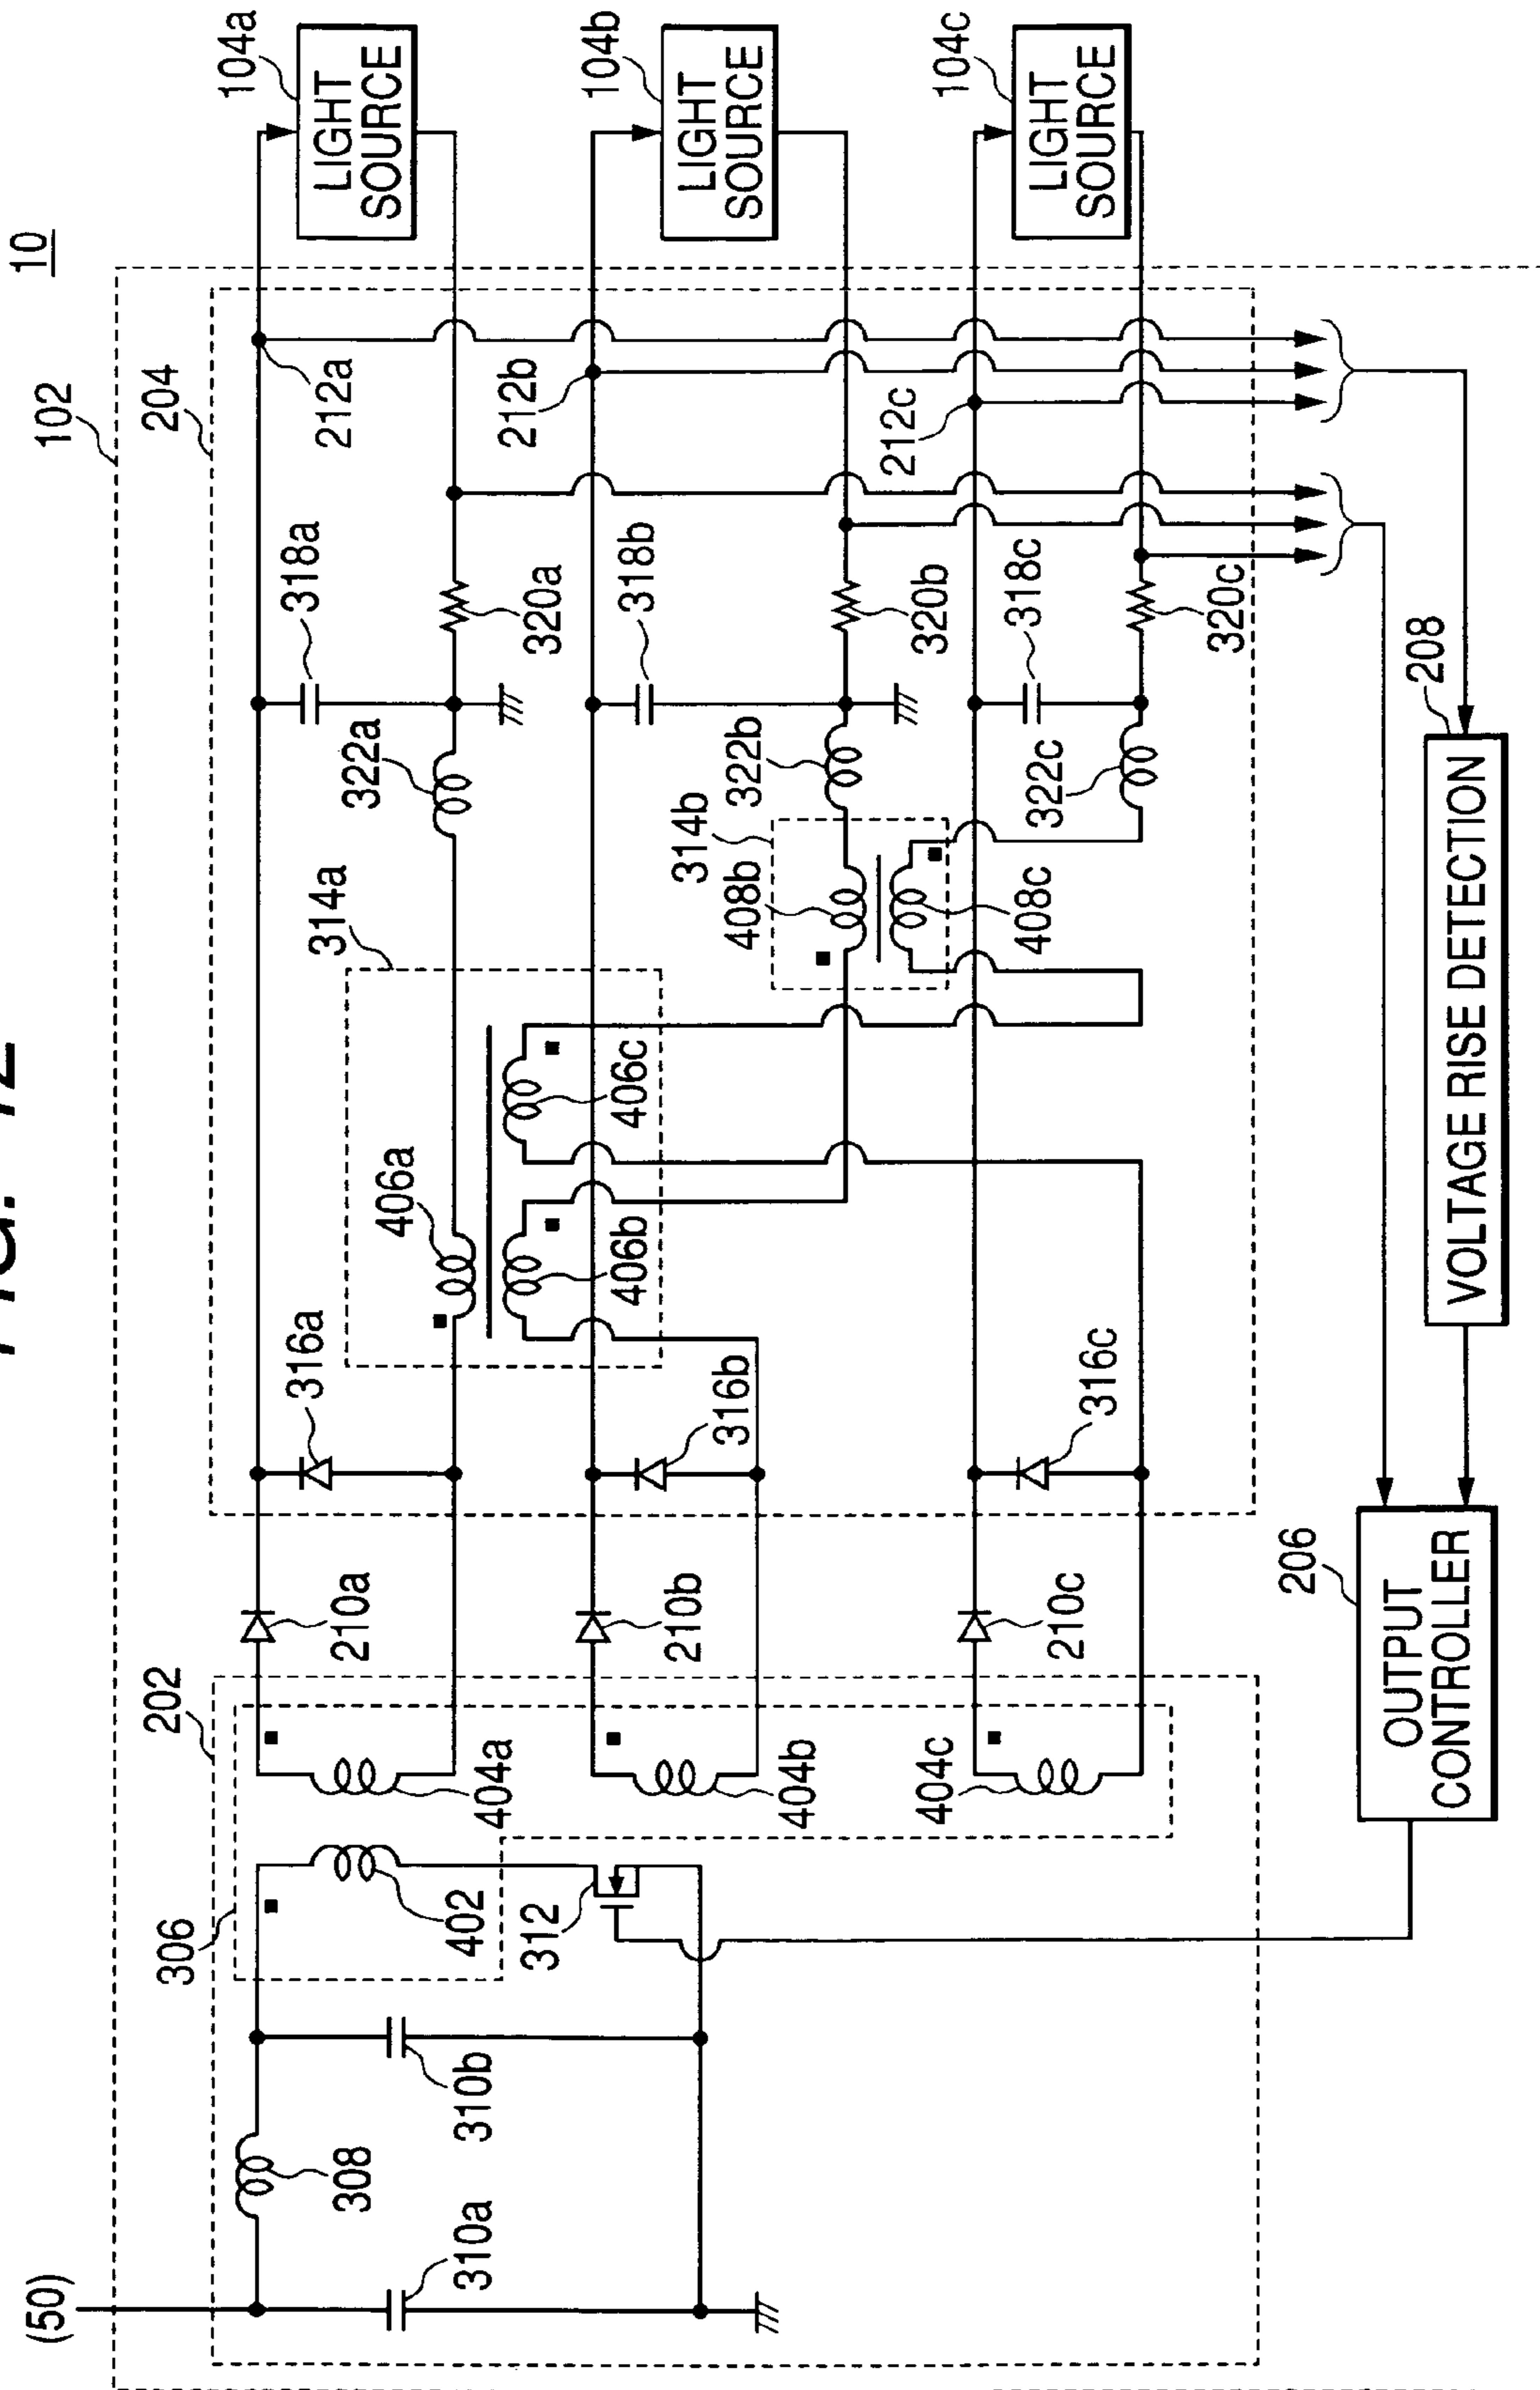 10
(50)
102
202
204
306
308
310a
310b
402
312
404a
404b
404c
210a
210b
210c
316a
316b
316c
314a
406a
406b
406c
314b
408b
408c
322a
322b
322c
318a
318b
318c
320a
320b
320c
212a
212b
212c
104a
LIGHT
SOURCE
104b
LIGHT
SOURCE
104c
LIGHT
SOURCE
206
OUTPUT
CONTROLLER
208
VOLTAGE RISE DETECTION